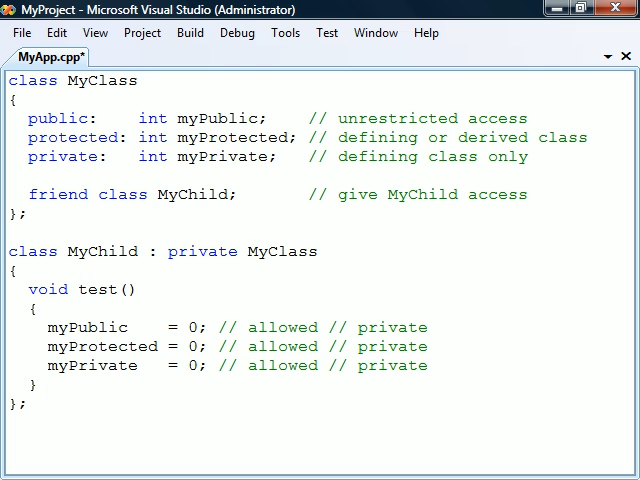 MyProject - Microsoft Visual Studio (Administrator)
File Edit View Project Build Debug Tools Test Window Help
MyApp.cpp*
class MyClass
{
  public:    int myPublic;    // unrestricted access
  protected: int myProtected; // defining or derived class
  private:   int myPrivate;   // defining class only

  friend class MyChild;       // give MyChild access
};

class MyChild : private MyClass
{
  void test()
  {
    myPublic    = 0; // allowed // private
    myProtected = 0; // allowed // private
    myPrivate   = 0; // allowed // private
  }
};